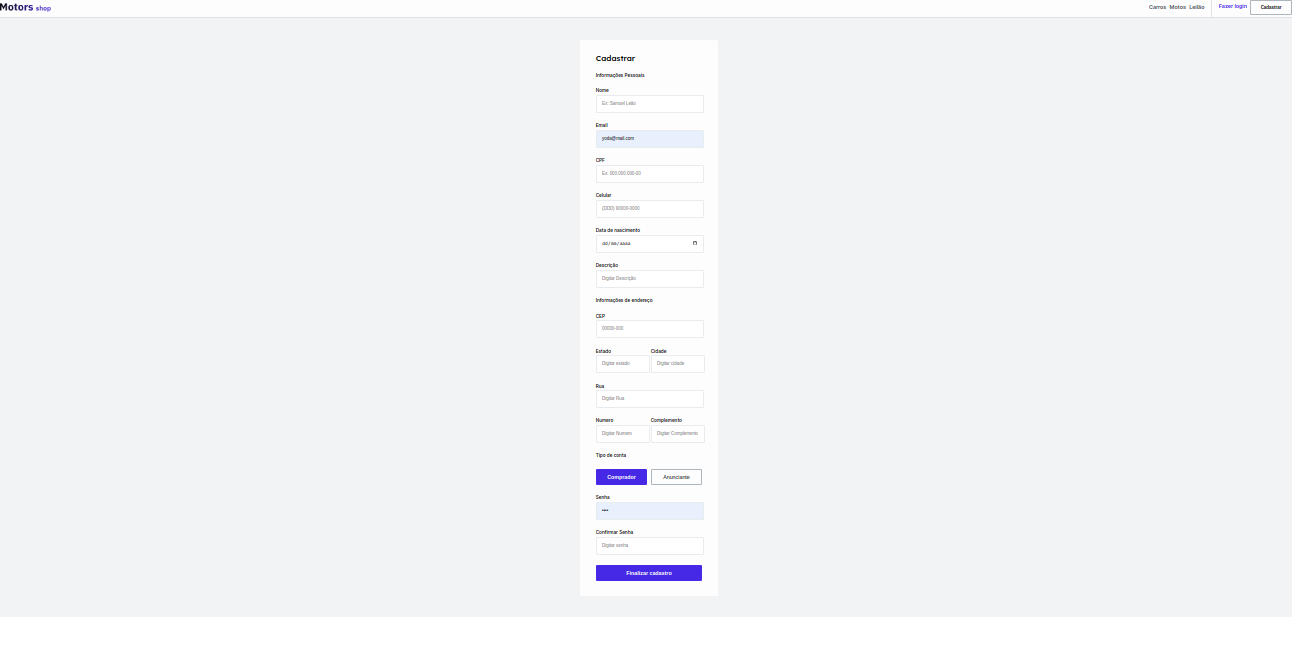 Motors shop
Carros Motos Leilão Fazer login Cadastrar
Cadastrar
Informações Pessoais
Nome
Ex: Samuel Leão
Email
yoda@mail.com
CPF
Ex: 000.000.000-00
Celular
(DDD) 90000-0000
Data de nascimento
dd/mm/aaaa
Descrição
Digitar Descrição
Informações de endereço
CEP
00000-000
Estado Cidade
Digitar estado Digitar cidade
Rua
Digitar Rua
Numero Complemento
Digitar Numero Digitar Complemento
Tipo de conta
Comprador Anunciante
Senha
••••
Confirmar Senha
Digitar senha
Finalizar cadastro